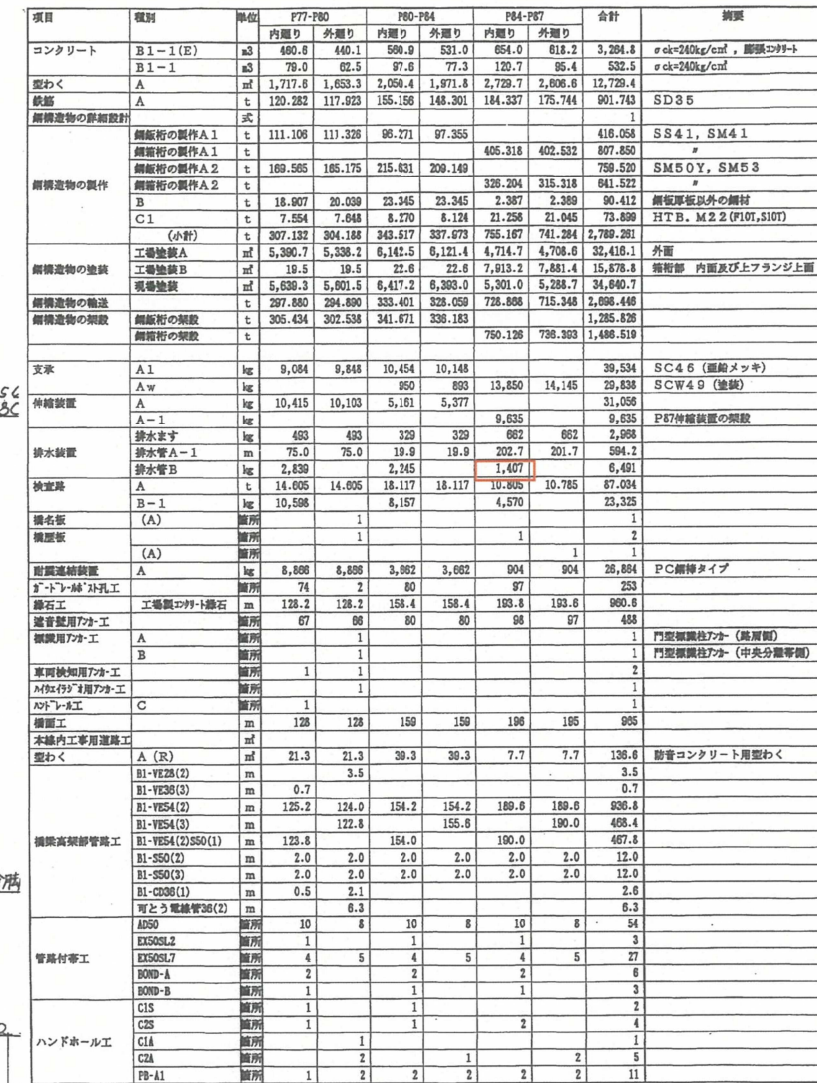 項目 種別 単位 P77-P80 P80-P84 P84-P87 合計 摘要
内廻り 外廻り 内廻り 外廻り 内廻り 外廻り
コンクリート B1-1(E) m3 460.6 440.1 560.9 531.0 654.0 618.2 3,264.8 σck=240kg/c㎡, 膨張コンクリート
B1-1 m3 79.0 62.5 97.6 77.3 120.7 95.4 532.5 σck=240kg/c㎡
型わく A ㎡ 1,717.6 1,653.3 2,050.4 1,971.8 2,729.7 2,606.6 12,729.4
鉄筋 A t 120.282 117.923 155.156 148.301 184.337 175.744 901.743 SD35
鋼構造物の詳細設計 式 1
鋼構造物の製作 鋼鈑桁の製作A1 t 111.106 111.326 96.271 97.355 416.058 SS41, SM41
鋼箱桁の製作A1 t 405.318 402.532 807.850 〃
鋼鈑桁の製作A2 t 169.565 165.175 215.631 209.149 759.520 SM50Y, SM53
鋼箱桁の製作A2 t 326.204 315.318 641.522 〃
B t 18.907 20.039 23.345 23.345 2.387 2.389 90.412 鋼板厚板以外の鋼材
C1 t 7.554 7.648 8.270 8.124 21.258 21.045 73.899 HTB. M22(F10T,S10T)
(小計) t 307.132 304.188 343.517 337.973 755.167 741.284 2,789.261
鋼構造物の塗装 工場塗装A ㎡ 5,390.7 5,338.2 6,142.5 6,121.4 4,714.7 4,708.6 32,416.1 外面
工場塗装B ㎡ 19.5 19.5 22.6 22.6 7,913.2 7,881.4 15,878.8 箱桁部 内面及び上フランジ上面
現場塗装 ㎡ 5,639.3 5,601.5 6,417.2 6,393.0 5,301.0 5,288.7 34,640.7
鋼構造物の輸送 t 297.880 294.890 333.401 328.059 728.868 715.348 2,698.446
鋼構造物の架設 鋼鈑桁の架設 t 305.434 302.538 341.671 336.183 1,285.826
鋼箱桁の架設 t 750.126 736.393 1,486.519
支承 A1 kg 9,084 9,848 10,454 10,148 39,534 SC46 (亜鉛メッキ)
Aw kg 950 893 13,850 14,145 29,838 SCW49 (塗装)
伸縮装置 A kg 10,415 10,103 5,161 5,377 31,056
A-1 kg 9,635 9,635 P87伸縮装置の架設
排水装置 排水ます kg 493 493 329 329 662 662 2,968
排水管A-1 m 75.0 75.0 19.9 19.9 202.7 201.7 594.2
排水管B kg 2,839 2,245 1,407 6,491
検査路 A t 14.605 14.605 18.117 18.117 10.805 10.785 87.034
B-1 kg 10,598 8,157 4,570 23,325
橋名板 (A) 箇所 1 1
橋歴板 箇所 1 1 2
(A) 箇所 1 1
耐震連結装置 A kg 8,866 8,866 3,662 3,662 904 904 26,864 PC鋼棒タイプ
ガードレールポスト孔工 箇所 74 2 80 97 253
縁石工 工場製コンクリート縁石 m 128.2 128.2 158.4 158.4 193.8 193.6 960.6
遮音壁用アンカー工 箇所 67 66 80 80 98 97 488
標識用アンカー工 A 箇所 1 1 門型標識柱アンカー (路肩側)
B 箇所 1 1 門型標識柱アンカー (中央分離帯側)
車両検知用アンカー工 箇所 1 1 2
ハイウェイラジオ用アンカー工 箇所 1 1
ハンドレール工 C 箇所 1 1
橋面工 m 128 128 159 159 196 195 965
本線内工事用道路工 ㎡
型わく A (R) ㎡ 21.3 21.3 39.3 39.3 7.7 7.7 136.6 防音コンクリート用型わく
橋梁高架部管路工 B1-VE28(2) m 3.5 3.5
B1-VE36(3) m 0.7 0.7
B1-VE54(2) m 125.2 124.0 154.2 154.2 189.6 189.6 936.8
B1-VE54(3) m 122.8 155.6 190.0 468.4
B1-VE54(2)S50(1) m 123.8 154.0 190.0 467.8
B1-S50(2) m 2.0 2.0 2.0 2.0 2.0 2.0 12.0
B1-S50(3) m 2.0 2.0 2.0 2.0 2.0 2.0 12.0
B1-CD36(1) m 0.5 2.1 2.6
可とう電線管36(2) m 6.3 6.3
管路付帯工 AD50 箇所 10 8 10 8 10 8 54
EX50SL2 箇所 1 1 1 3
EX50SL7 箇所 4 5 4 5 4 5 27
BOND-A 箇所 2 2 2 6
BOND-B 箇所 1 1 1 3
ハンドホール工 C1S 箇所 1 1 2
C2S 箇所 1 1 2 4
C1A 箇所 1 1
C2A 箇所 2 1 2 5
PB-A1 箇所 1 2 2 2 2 2 11